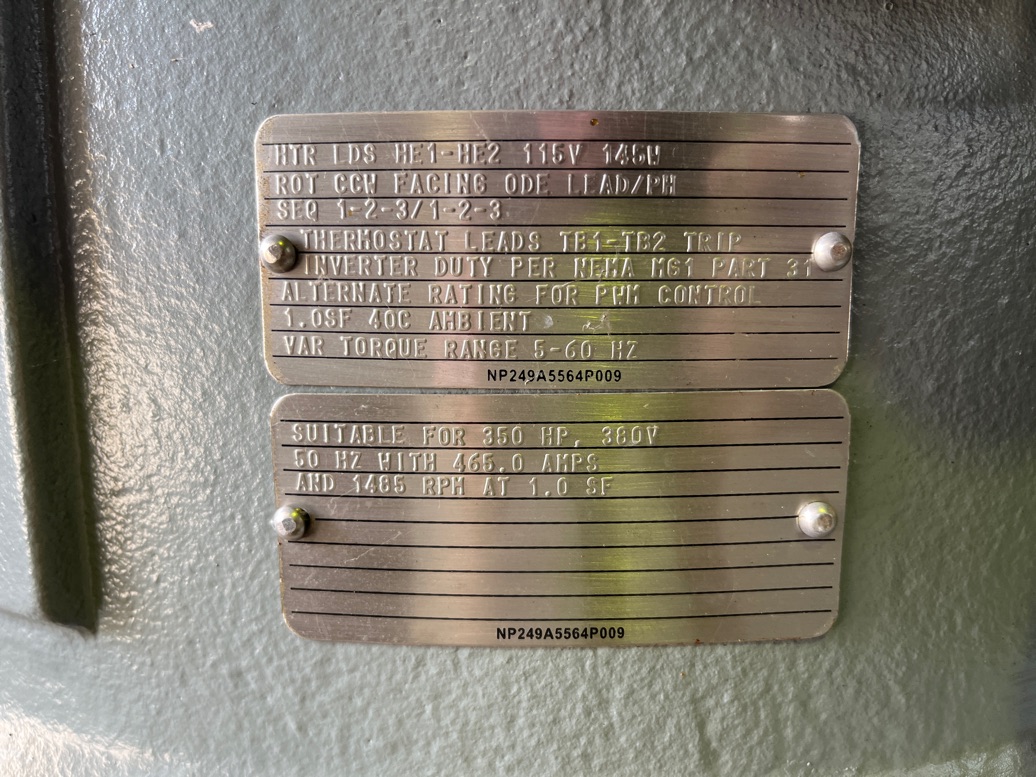 HTR LDS HE1-HE2 115V 145W
ROT CCW FACING ODE LEAD/PH
SEQ 1-2-3/1-2-3
THERMOSTAT LEADS TB1-TB2 TRIP
INVERTER DUTY PER NEMA MG1 PART 31
ALTERNATE RATING FOR PWM CONTROL
1.0SF 40C AMBIENT
VAR TORQUE RANGE 5-60 HZ
NP249A5564P009
SUITABLE FOR 350 HP, 380V
50 HZ WITH 465.0 AMPS
AND 1485 RPM AT 1.0 SF
NP249A5564P009